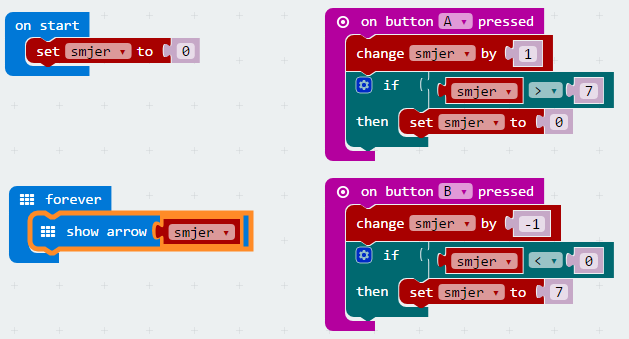 on start
set smjer to 0
forever
show arrow smjer
on button A pressed
change smjer by 1
if smjer > 7
then set smjer to 0
on button B pressed
change smjer by -1
if smjer < 0
then set smjer to 7